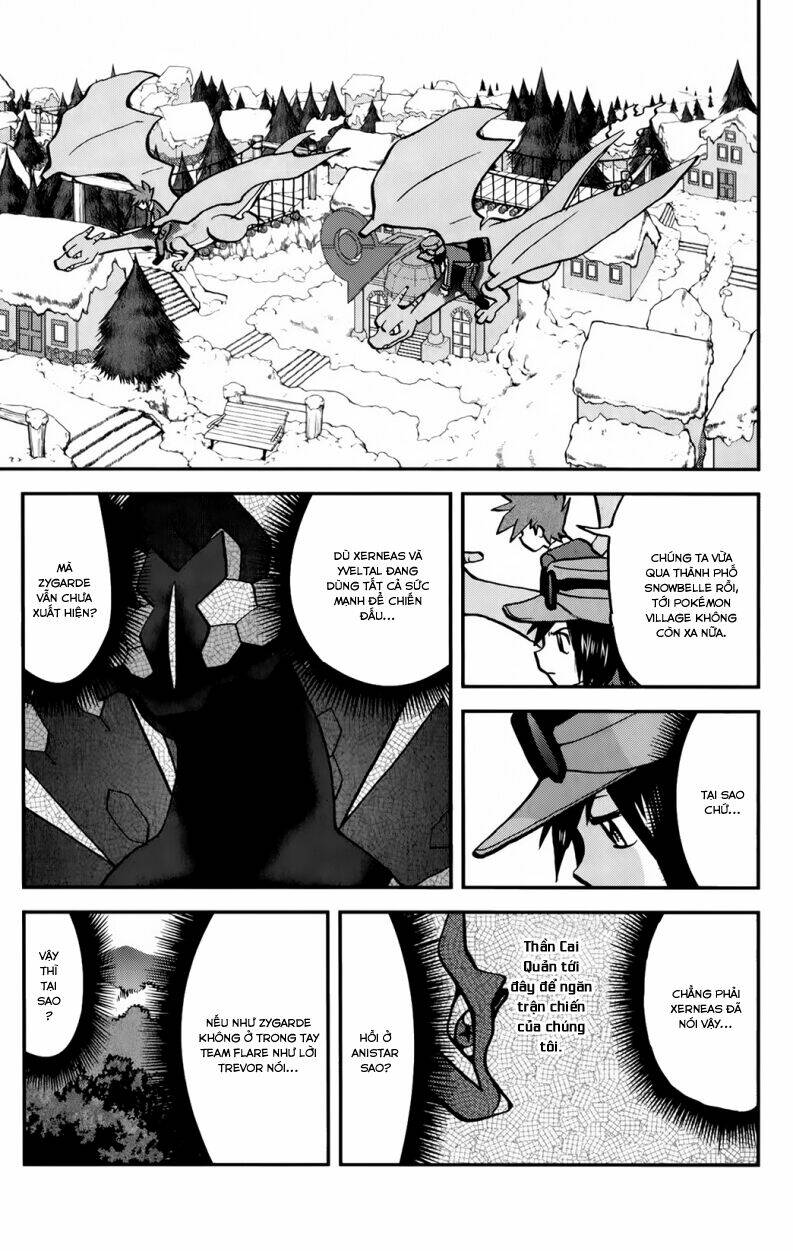 CHÚNG TA VỪA
QUA THÀNH PHỐ
SNOWBELLE RỒI,
TỚI POKÉMON
VILLAGE KHÔNG
CÒN XA NỮA.
TẠI SAO
CHỨ...
DÙ XERNEAS VÀ
YVELTAL ĐANG
DÙNG TẤT CẢ SỨC
MẠNH ĐỂ CHIẾN
ĐẤU...
MÀ
ZYGARDE
VẪN CHƯA
XUẤT HIỆN?
CHẲNG PHẢI
XERNEAS ĐÃ
NÓI VẬY...
Thần Cai
Quản tới
đây để ngăn
trận chiến
của chúng
tôi.
HỒI Ở
ANISTAR
SAO?
NẾU NHƯ ZYGARDE
KHÔNG Ở TRONG TAY
TEAM FLARE NHƯ LỜI
TREVOR NÓI...
VẬY
THÌ
TẠI
SAO
?